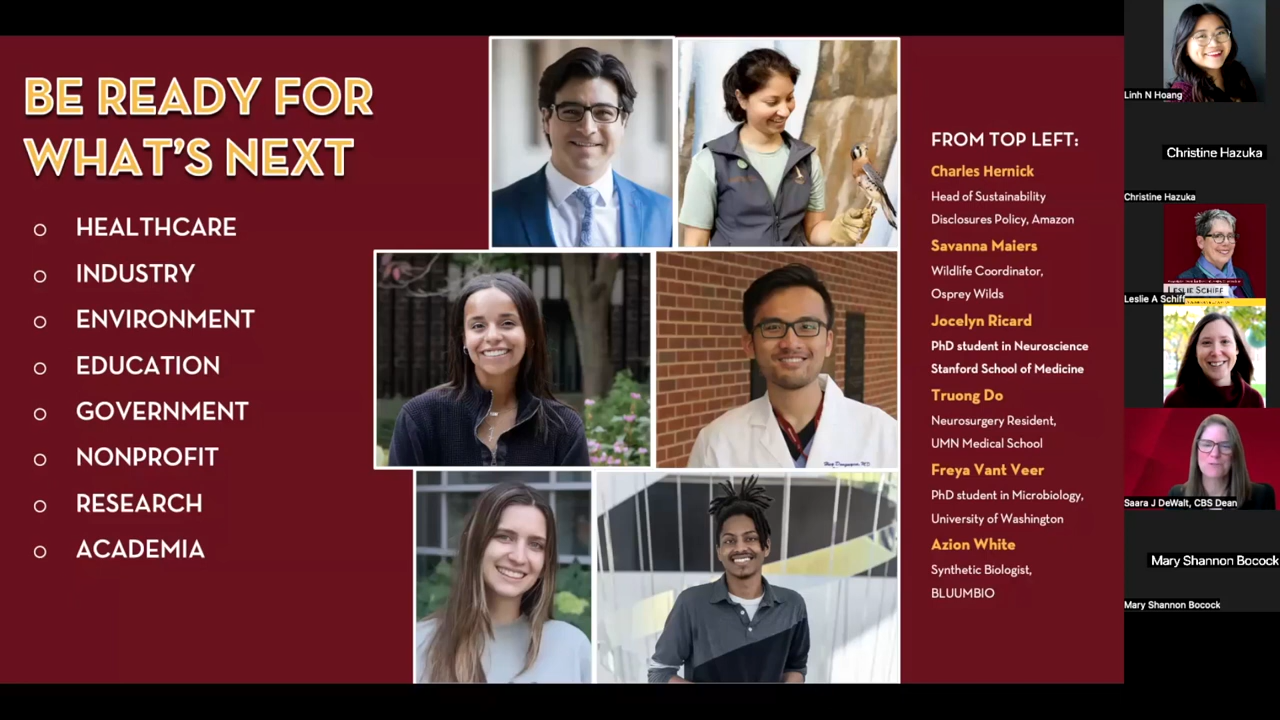 BE READY FOR
WHAT'S NEXT
HEALTHCARE
INDUSTRY
ENVIRONMENT
EDUCATION
GOVERNMENT
NONPROFIT
RESEARCH
ACADEMIA
FROM TOP LEFT:
Charles Hernick
Head of Sustainability
Disclosures Policy, Amazon
Savanna Maiers
Wildlife Coordinator,
Osprey Wilds
Jocelyn Ricard
PhD student in Neuroscience
Stanford School of Medicine
Truong Do
Neurosurgery Resident,
UMN Medical School
Freya Vant Veer
PhD student in Microbiology,
University of Washington
Azion White
Synthetic Biologist,
BLUUMBIO
Linh N Hoang
Christine Hazuka
Christine Hazuka
LESLIE SCHIFF
Leslie A Schiff
Saara J DeWalt, CBS Dean
Mary Shannon Bocock
Mary Shannon Bocock